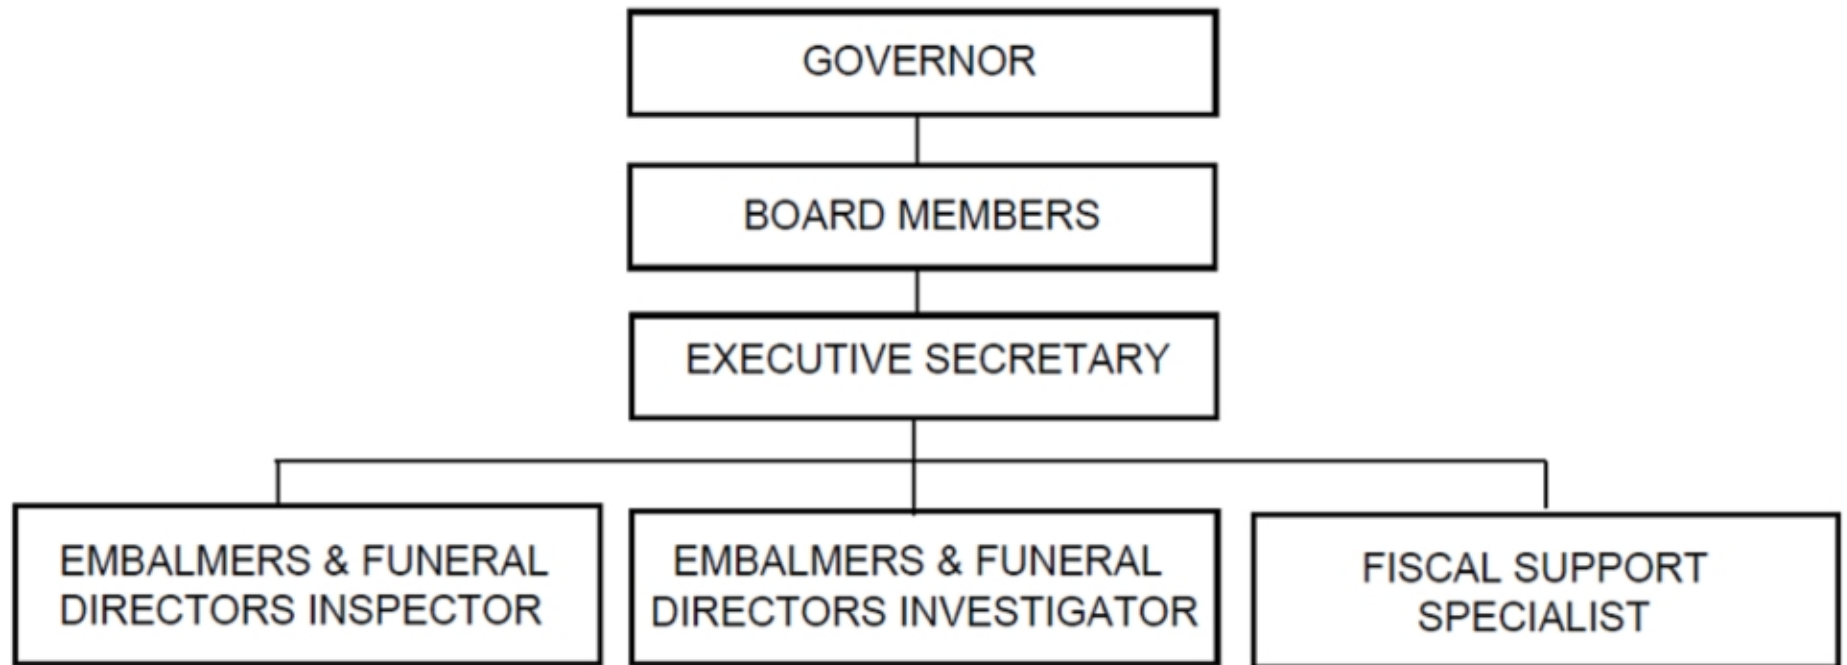 GOVERNOR
BOARD MEMBERS
EXECUTIVE SECRETARY
EMBALMERS & FUNERAL
DIRECTORS INSPECTOR
EMBALMERS & FUNERAL
DIRECTORS INVESTIGATOR
FISCAL SUPPORT
SPECIALIST